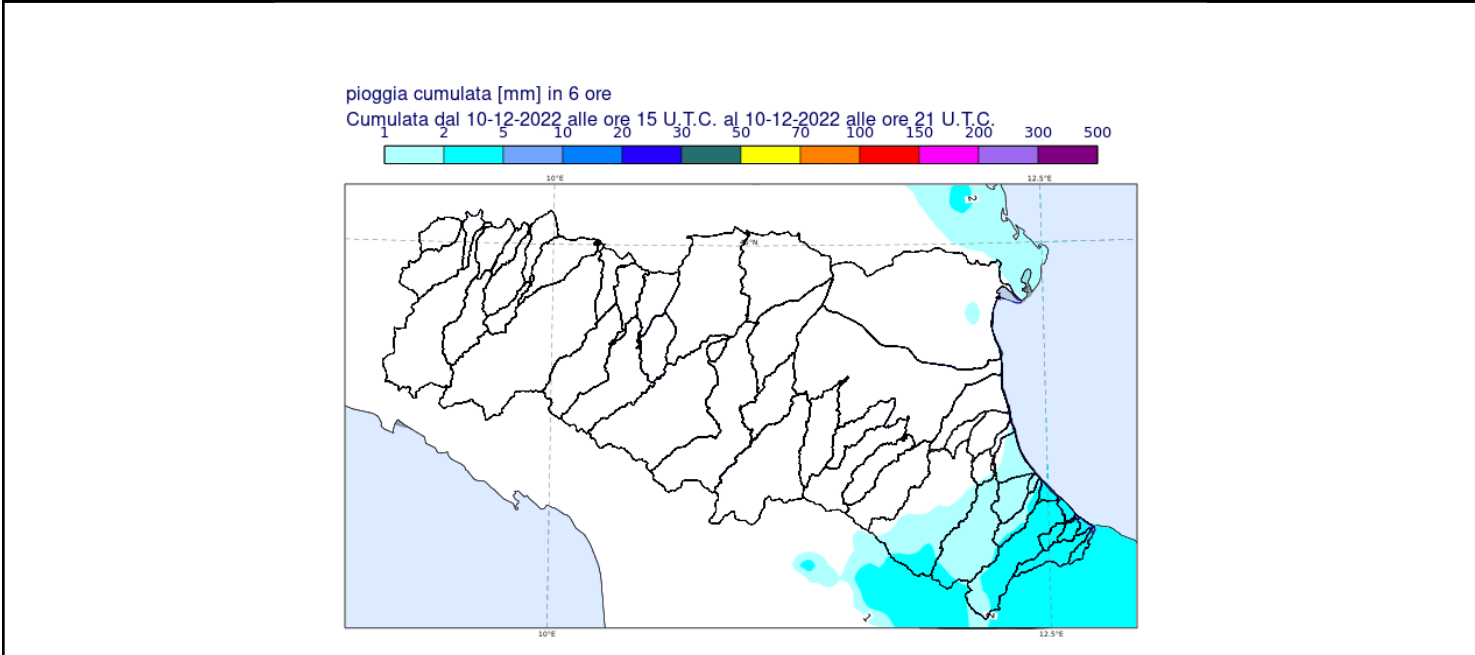 pioggia cumulata [mm] in 6 ore
Cumulata dal 10-12-2022 alle ore 15 U.T.C. al 10-12-2022 alle ore 21 U.T.C.
1 2 5 10 20 30 50 70 100 150 200 300 500
10°E 12.5°E
2
45°N
1 2
10°E 12.5°E